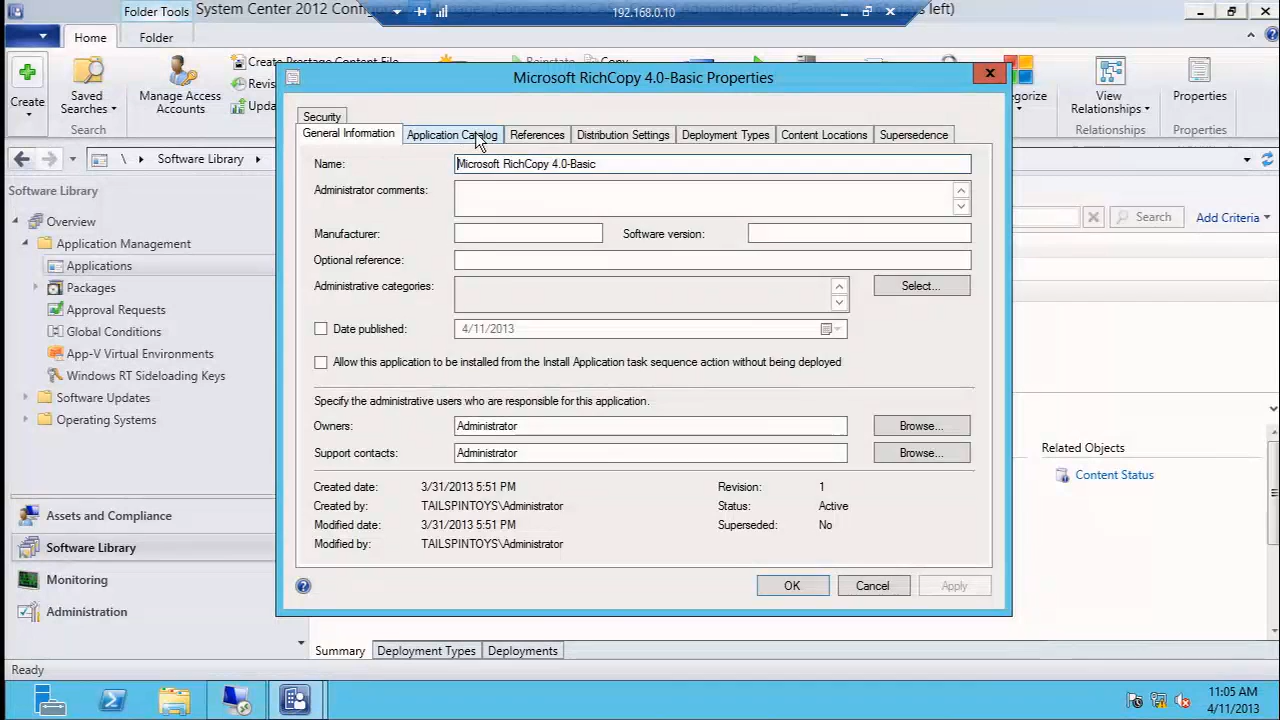 Folder Tools
System Center 2012 Config
192.168.0.10
left)
Home
Folder
Create
Saved
Searches
Search
Manage Access
Accounts
Create Prestage Content File
Revis
Upda
Reinstate
Copy
egorize
View
Relationships
Relationships
Properties
Properties
\ Software Library
Software Library
Search
Add Criteria
Overview
Application Management
Applications
Packages
Approval Requests
Global Conditions
App-V Virtual Environments
Windows RT Sideloading Keys
Software Updates
Operating Systems
Assets and Compliance
Software Library
Monitoring
Administration
Microsoft RichCopy 4.0-Basic Properties
Security
General Information
Application Catalog
References
Distribution Settings
Deployment Types
Content Locations
Supersedence
Name:
Microsoft RichCopy 4.0-Basic
Administrator comments:
Manufacturer:
Software version:
Optional reference:
Administrative categories:
Select...
Date published:
4/11/2013
Allow this application to be installed from the Install Application task sequence action without being deployed
Specify the administrative users who are responsible for this application.
Owners:
Administrator
Browse...
Support contacts:
Administrator
Browse...
Created date: 3/31/2013 5:51 PM
Revision: 1
Created by: TAILSPINTOYS\Administrator
Status: Active
Modified date: 3/31/2013 5:51 PM
Superseded: No
Modified by: TAILSPINTOYS\Administrator
OK
Cancel
Apply
Related Objects
Content Status
Summary
Deployment Types
Deployments
Ready
11:05 AM
4/11/2013